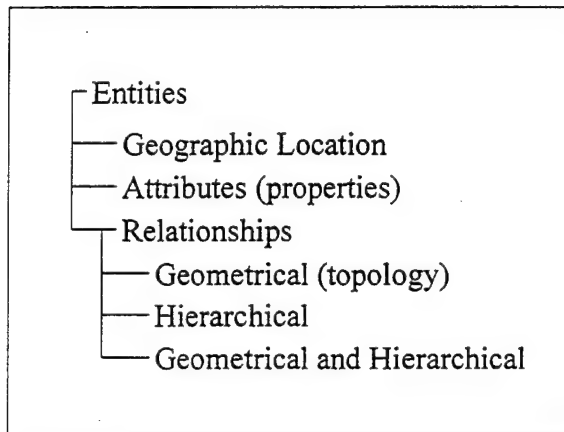 Entities
Geographic Location
Attributes (properties)
Relationships
Geometrical (topology)
Hierarchical
Geometrical and Hierarchical